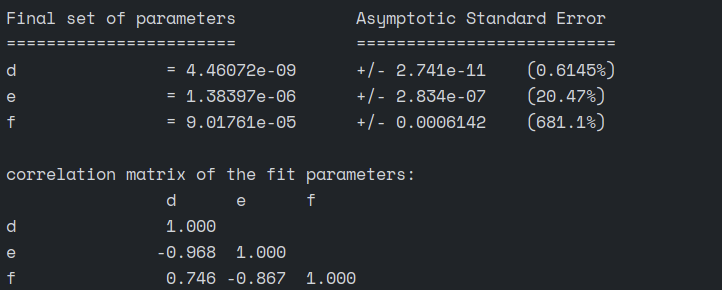 Final set of parameters            Asymptotic Standard Error
=======================            ==========================
d               = 4.46072e-09      +/- 2.741e-11    (0.6145%)
e               = 1.38397e-06      +/- 2.834e-07    (20.47%)
f               = 9.01761e-05      +/- 0.0006142    (681.1%)
correlation matrix of the fit parameters:
                d      e      f
d               1.000
e              -0.968  1.000
f               0.746 -0.867  1.000